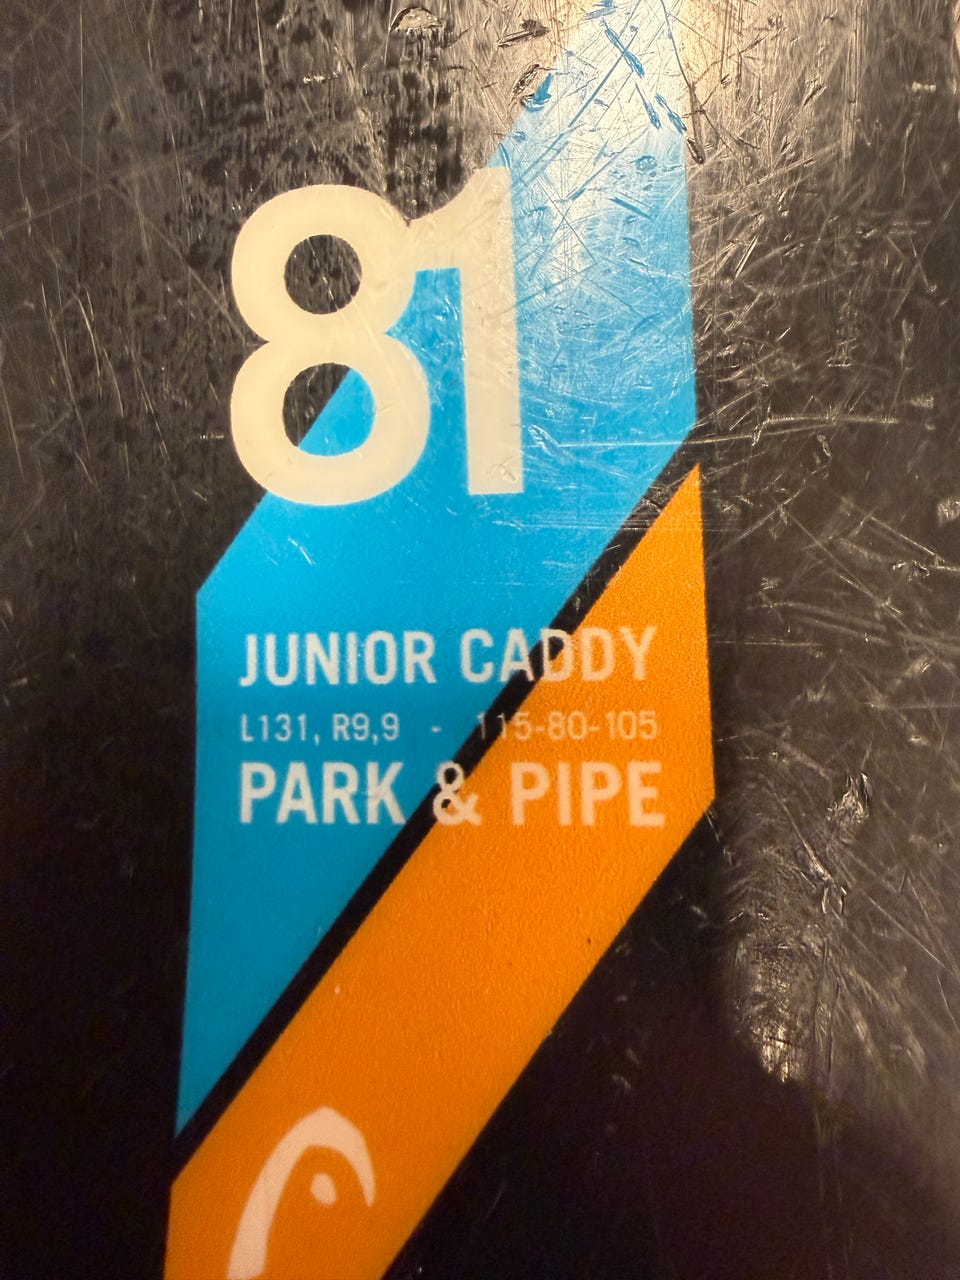 81
JUNIOR CADDY
L131, R9,9 - 115-80-105
PARK & PIPE